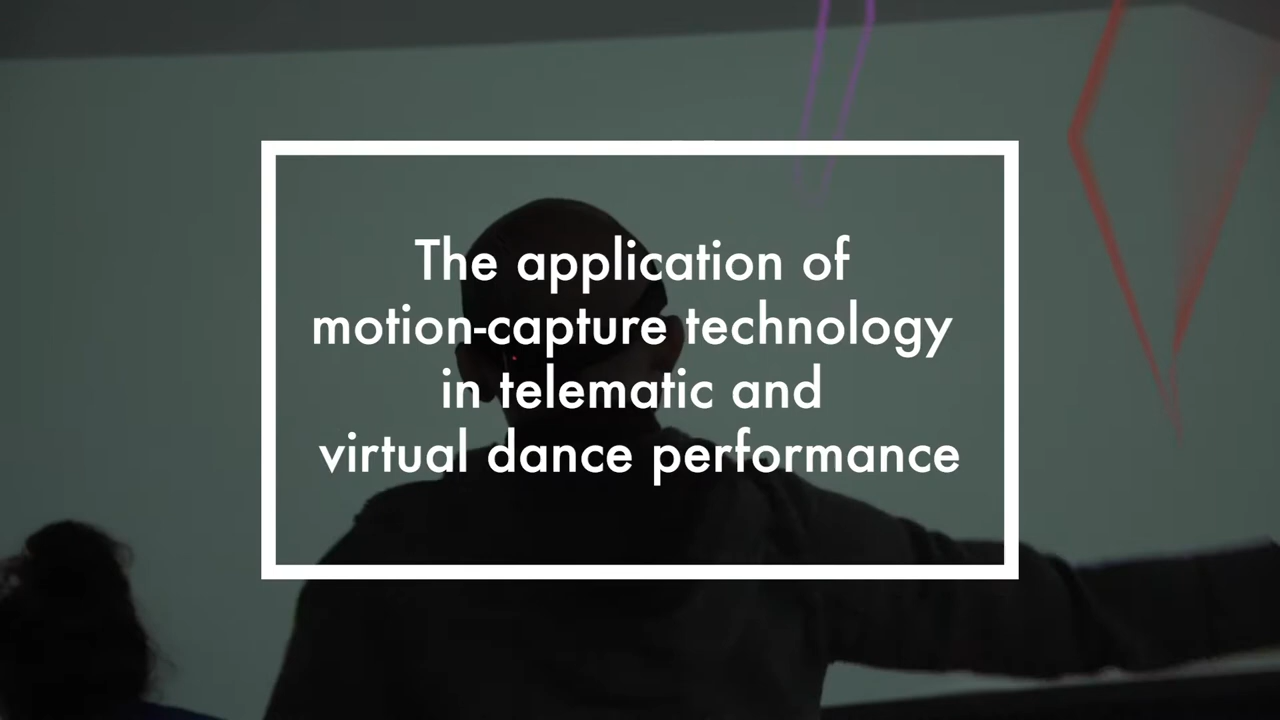 The application of
motion-capture technology
in telematic and
virtual dance performance